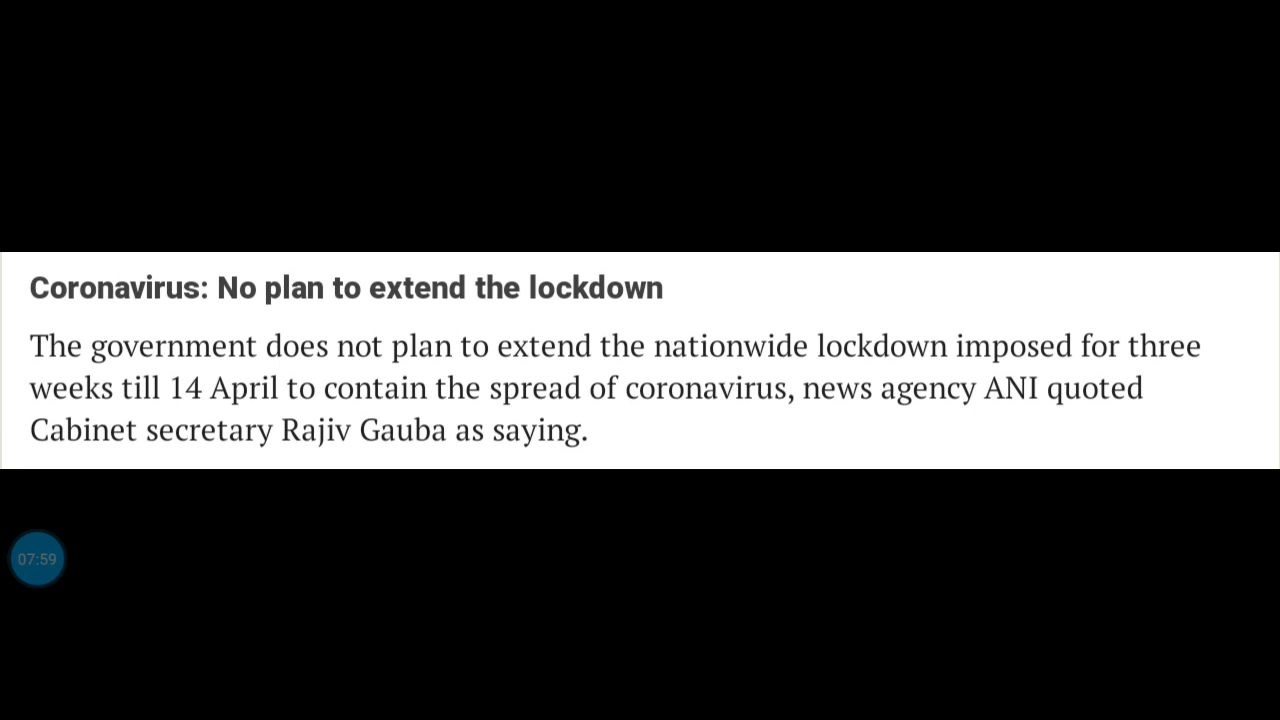 Coronavirus: No plan to extend the lockdown
The government does not plan to extend the nationwide lockdown imposed for three
weeks till 14 April to contain the spread of coronavirus, news agency ANI quoted
Cabinet secretary Rajiv Gauba as saying.
07:59